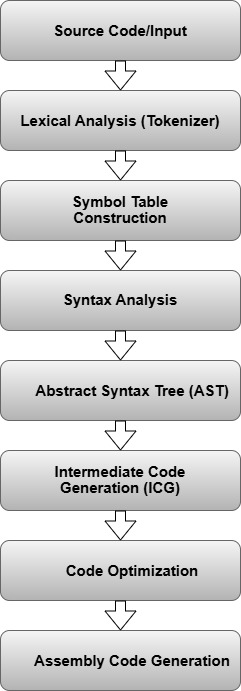 Source Code/Input
Lexical Analysis (Tokenizer)
Symbol Table
Construction
Syntax Analysis
Abstract Syntax Tree (AST)
Intermediate Code
Generation (ICG)
Code Optimization
Assembly Code Generation